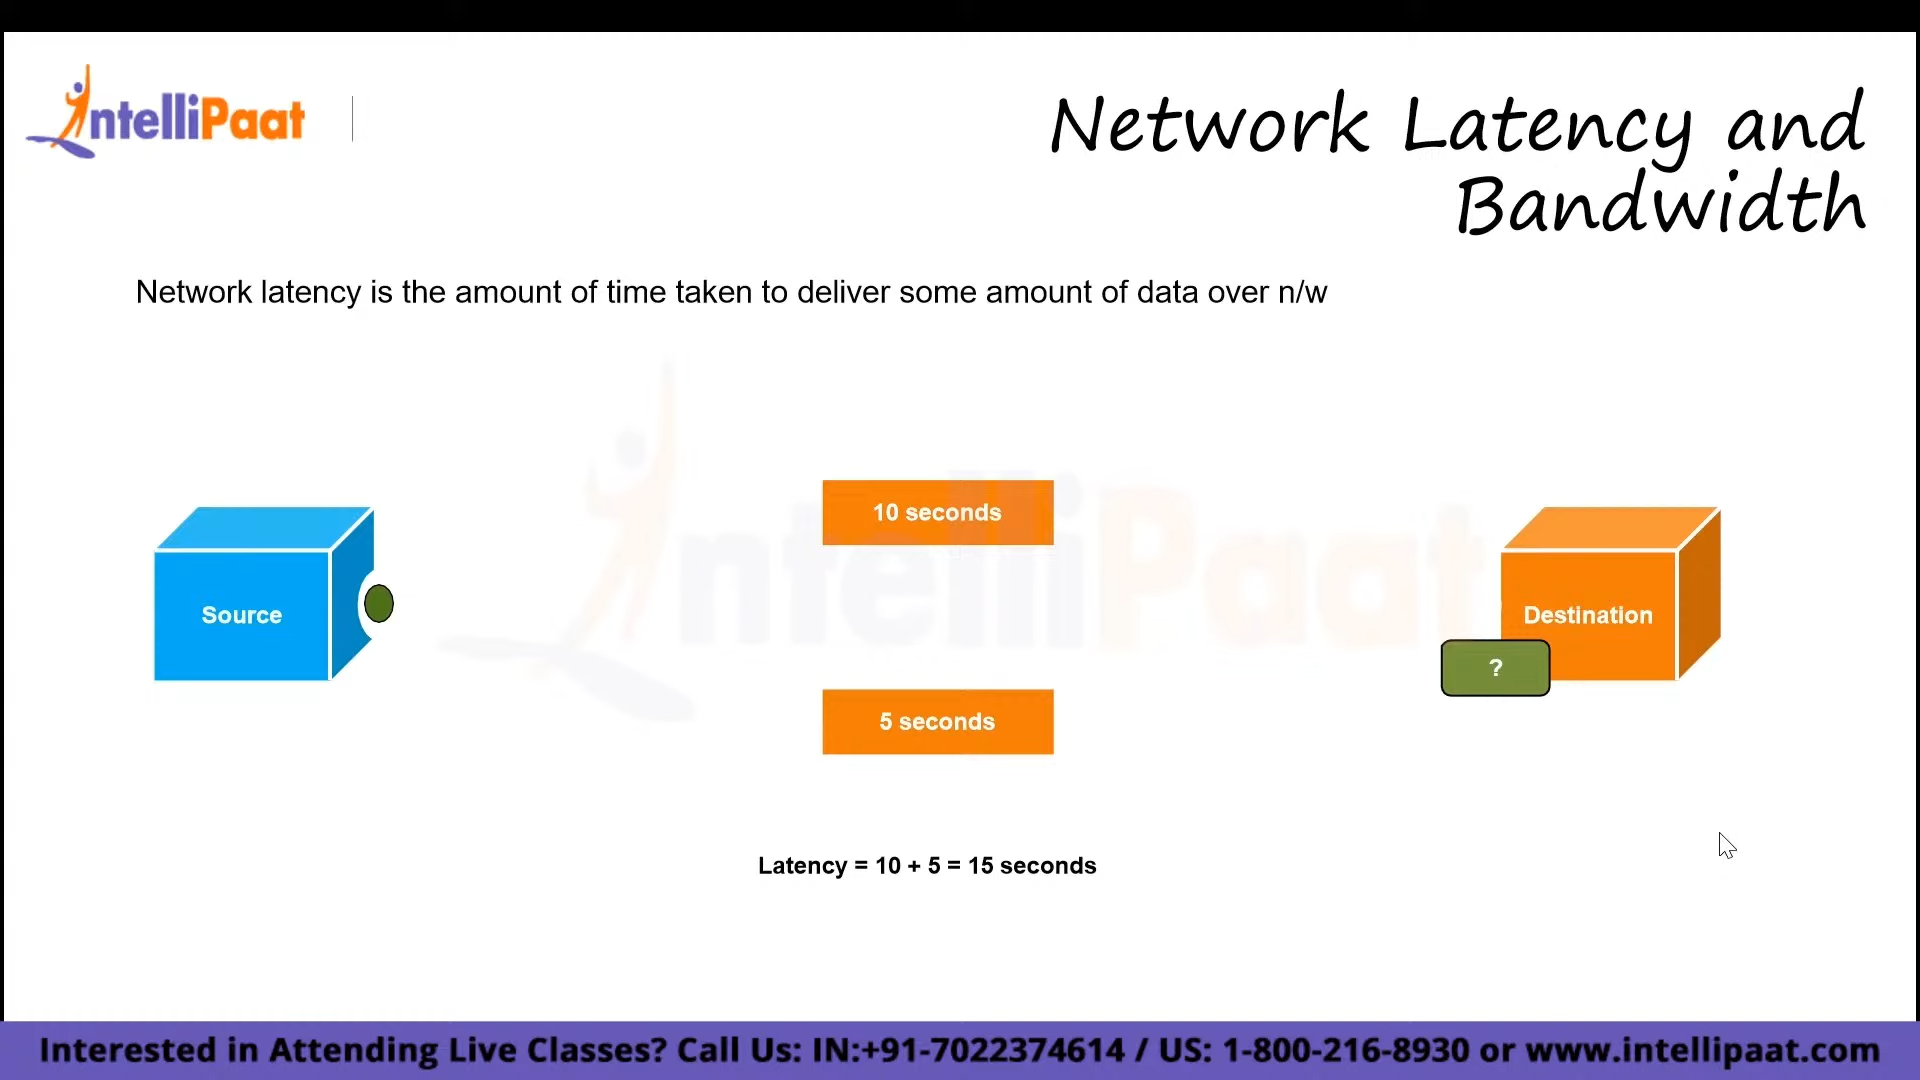 IntelliPaat
Network Latency and
Bandwidth
Network latency is the amount of time taken to deliver some amount of data over n/w
IntelliPaat
10 seconds
Source
Destination
?
5 seconds
Latency = 10 + 5 = 15 seconds
Interested in Attending Live Classes? Call Us: IN:+91-7022374614 / US: 1-800-216-8930 or www.intellipaat.com